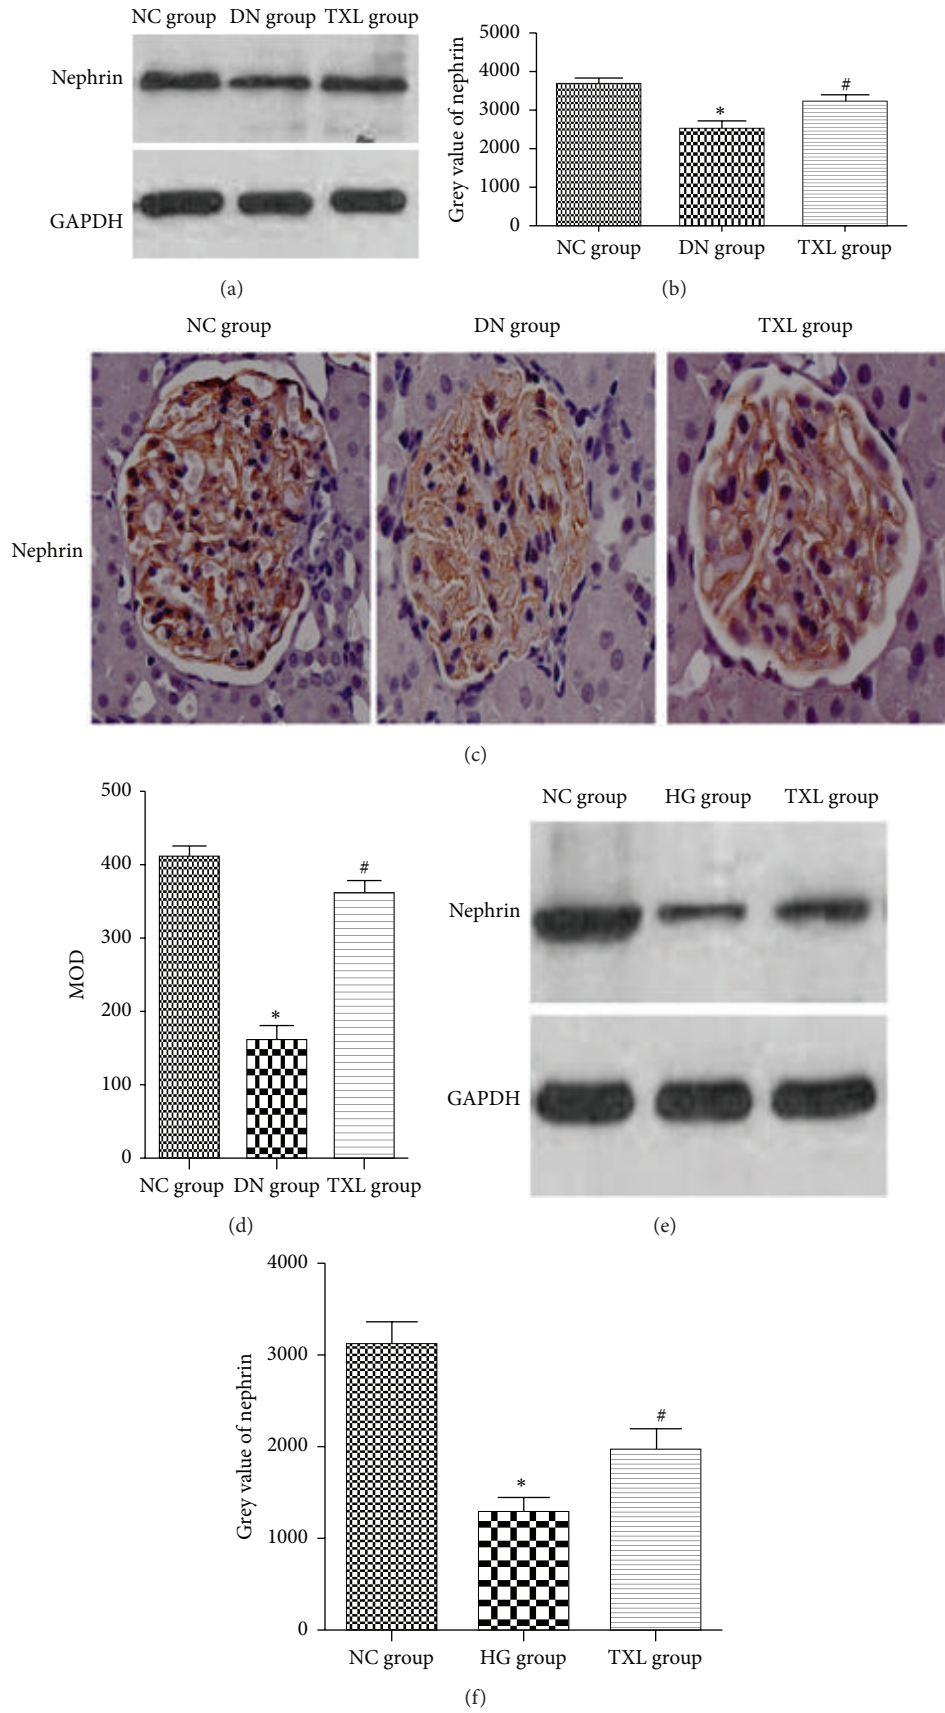 NC group DN group TXL group
Nephrin
GAPDH
(a)
Grey value of nephrin
5000
4000
3000
2000
1000
0
*
#
NC group DN group TXL group
(b)
NC group DN group TXL group
Nephrin
(c)
MOD
500
400
300
200
100
0
*
#
NC group DN group TXL group
(d)
NC group HG group TXL group
Nephrin
GAPDH
(e)
Grey value of nephrin
4000
3000
2000
1000
0
*
#
NC group HG group TXL group
(f)